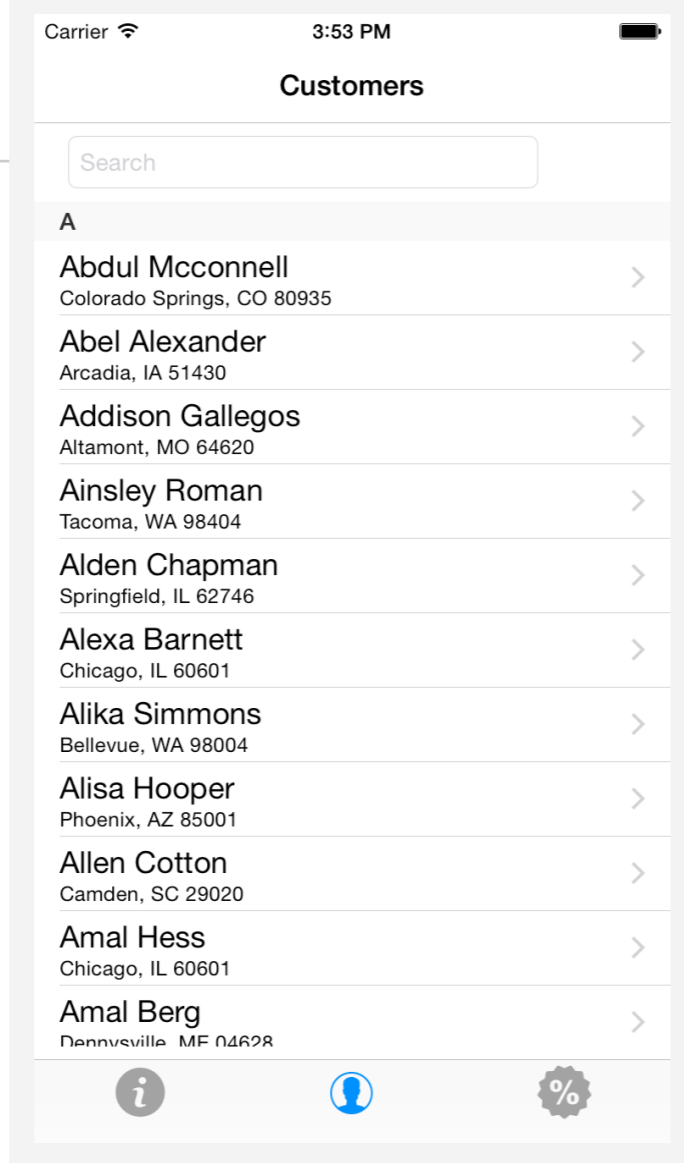 Carrier 3:53 PM
Customers
Search
A
Abdul Mcconnell
Colorado Springs, CO 80935
Abel Alexander
Arcadia, IA 51430
Addison Gallegos
Altamont, MO 64620
Ainsley Roman
Tacoma, WA 98404
Alden Chapman
Springfield, IL 62746
Alexa Barnett
Chicago, IL 60601
Alika Simmons
Bellevue, WA 98004
Alisa Hooper
Phoenix, AZ 85001
Allen Cotton
Camden, SC 29020
Amal Hess
Chicago, IL 60601
Amal Berg
Dennysville, ME 04628
i %